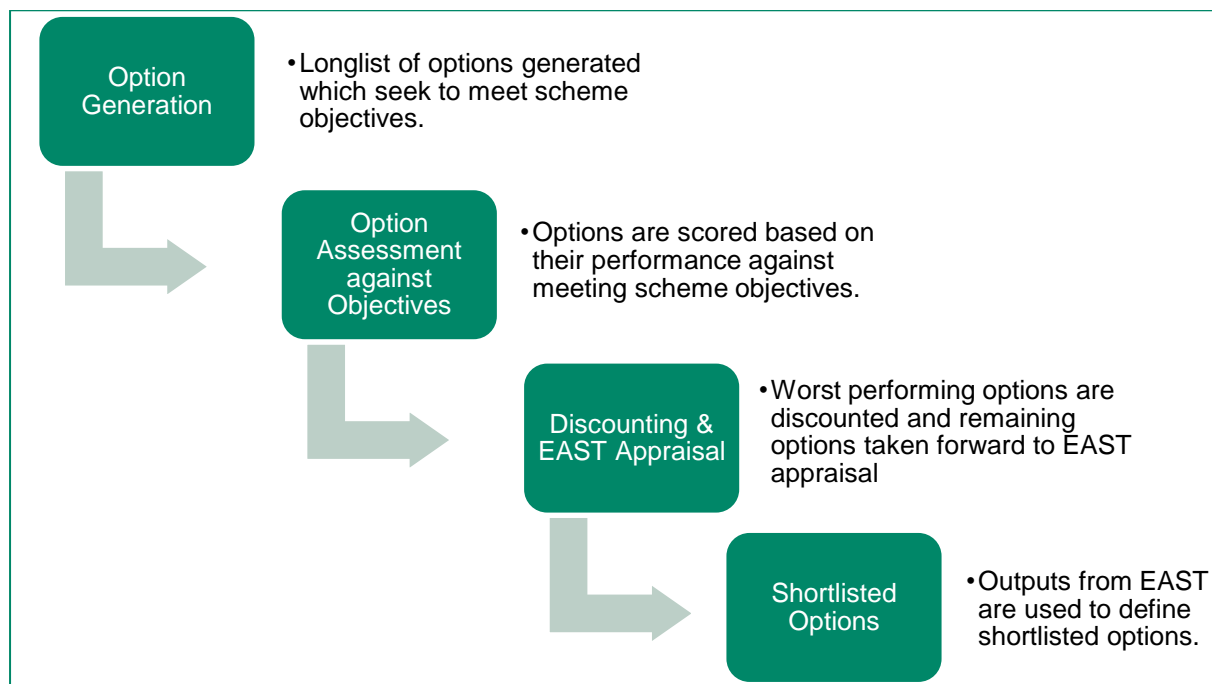 Option
Generation
•Longlist of options generated
which seek to meet scheme
objectives.
Option
Assessment
against
Objectives
•Options are scored based on
their performance against
meeting scheme objectives.
Discounting &
EAST Appraisal
•Worst performing options are
discounted and remaining
options taken forward to EAST
appraisal
Shortlisted
Options
•Outputs from EAST
are used to define
shortlisted options.